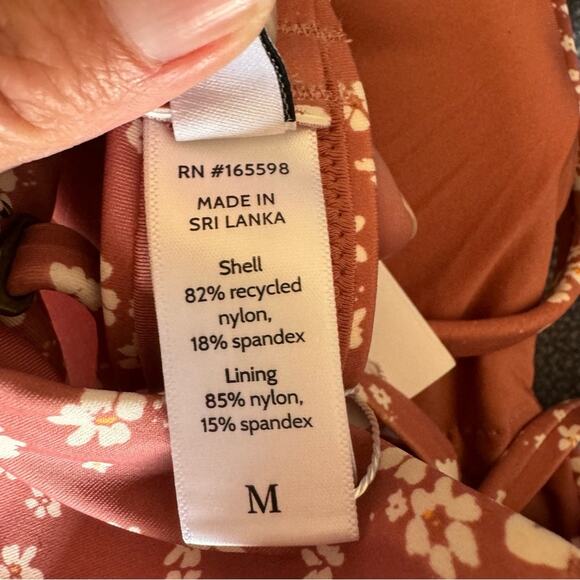 RN #165598
MADE IN
SRI LANKA
Shell
82% recycled
nylon,
18% spandex
Lining
85% nylon,
15% spandex
M